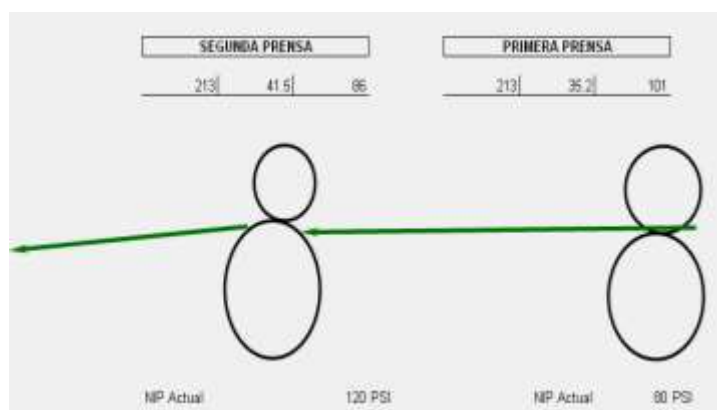 SEGUNDA PRENSA PRIMERA PRENSA
213 41.5 86 213 35.2 101
NIP Actual 120 PSI NIP Actual 80 PSI